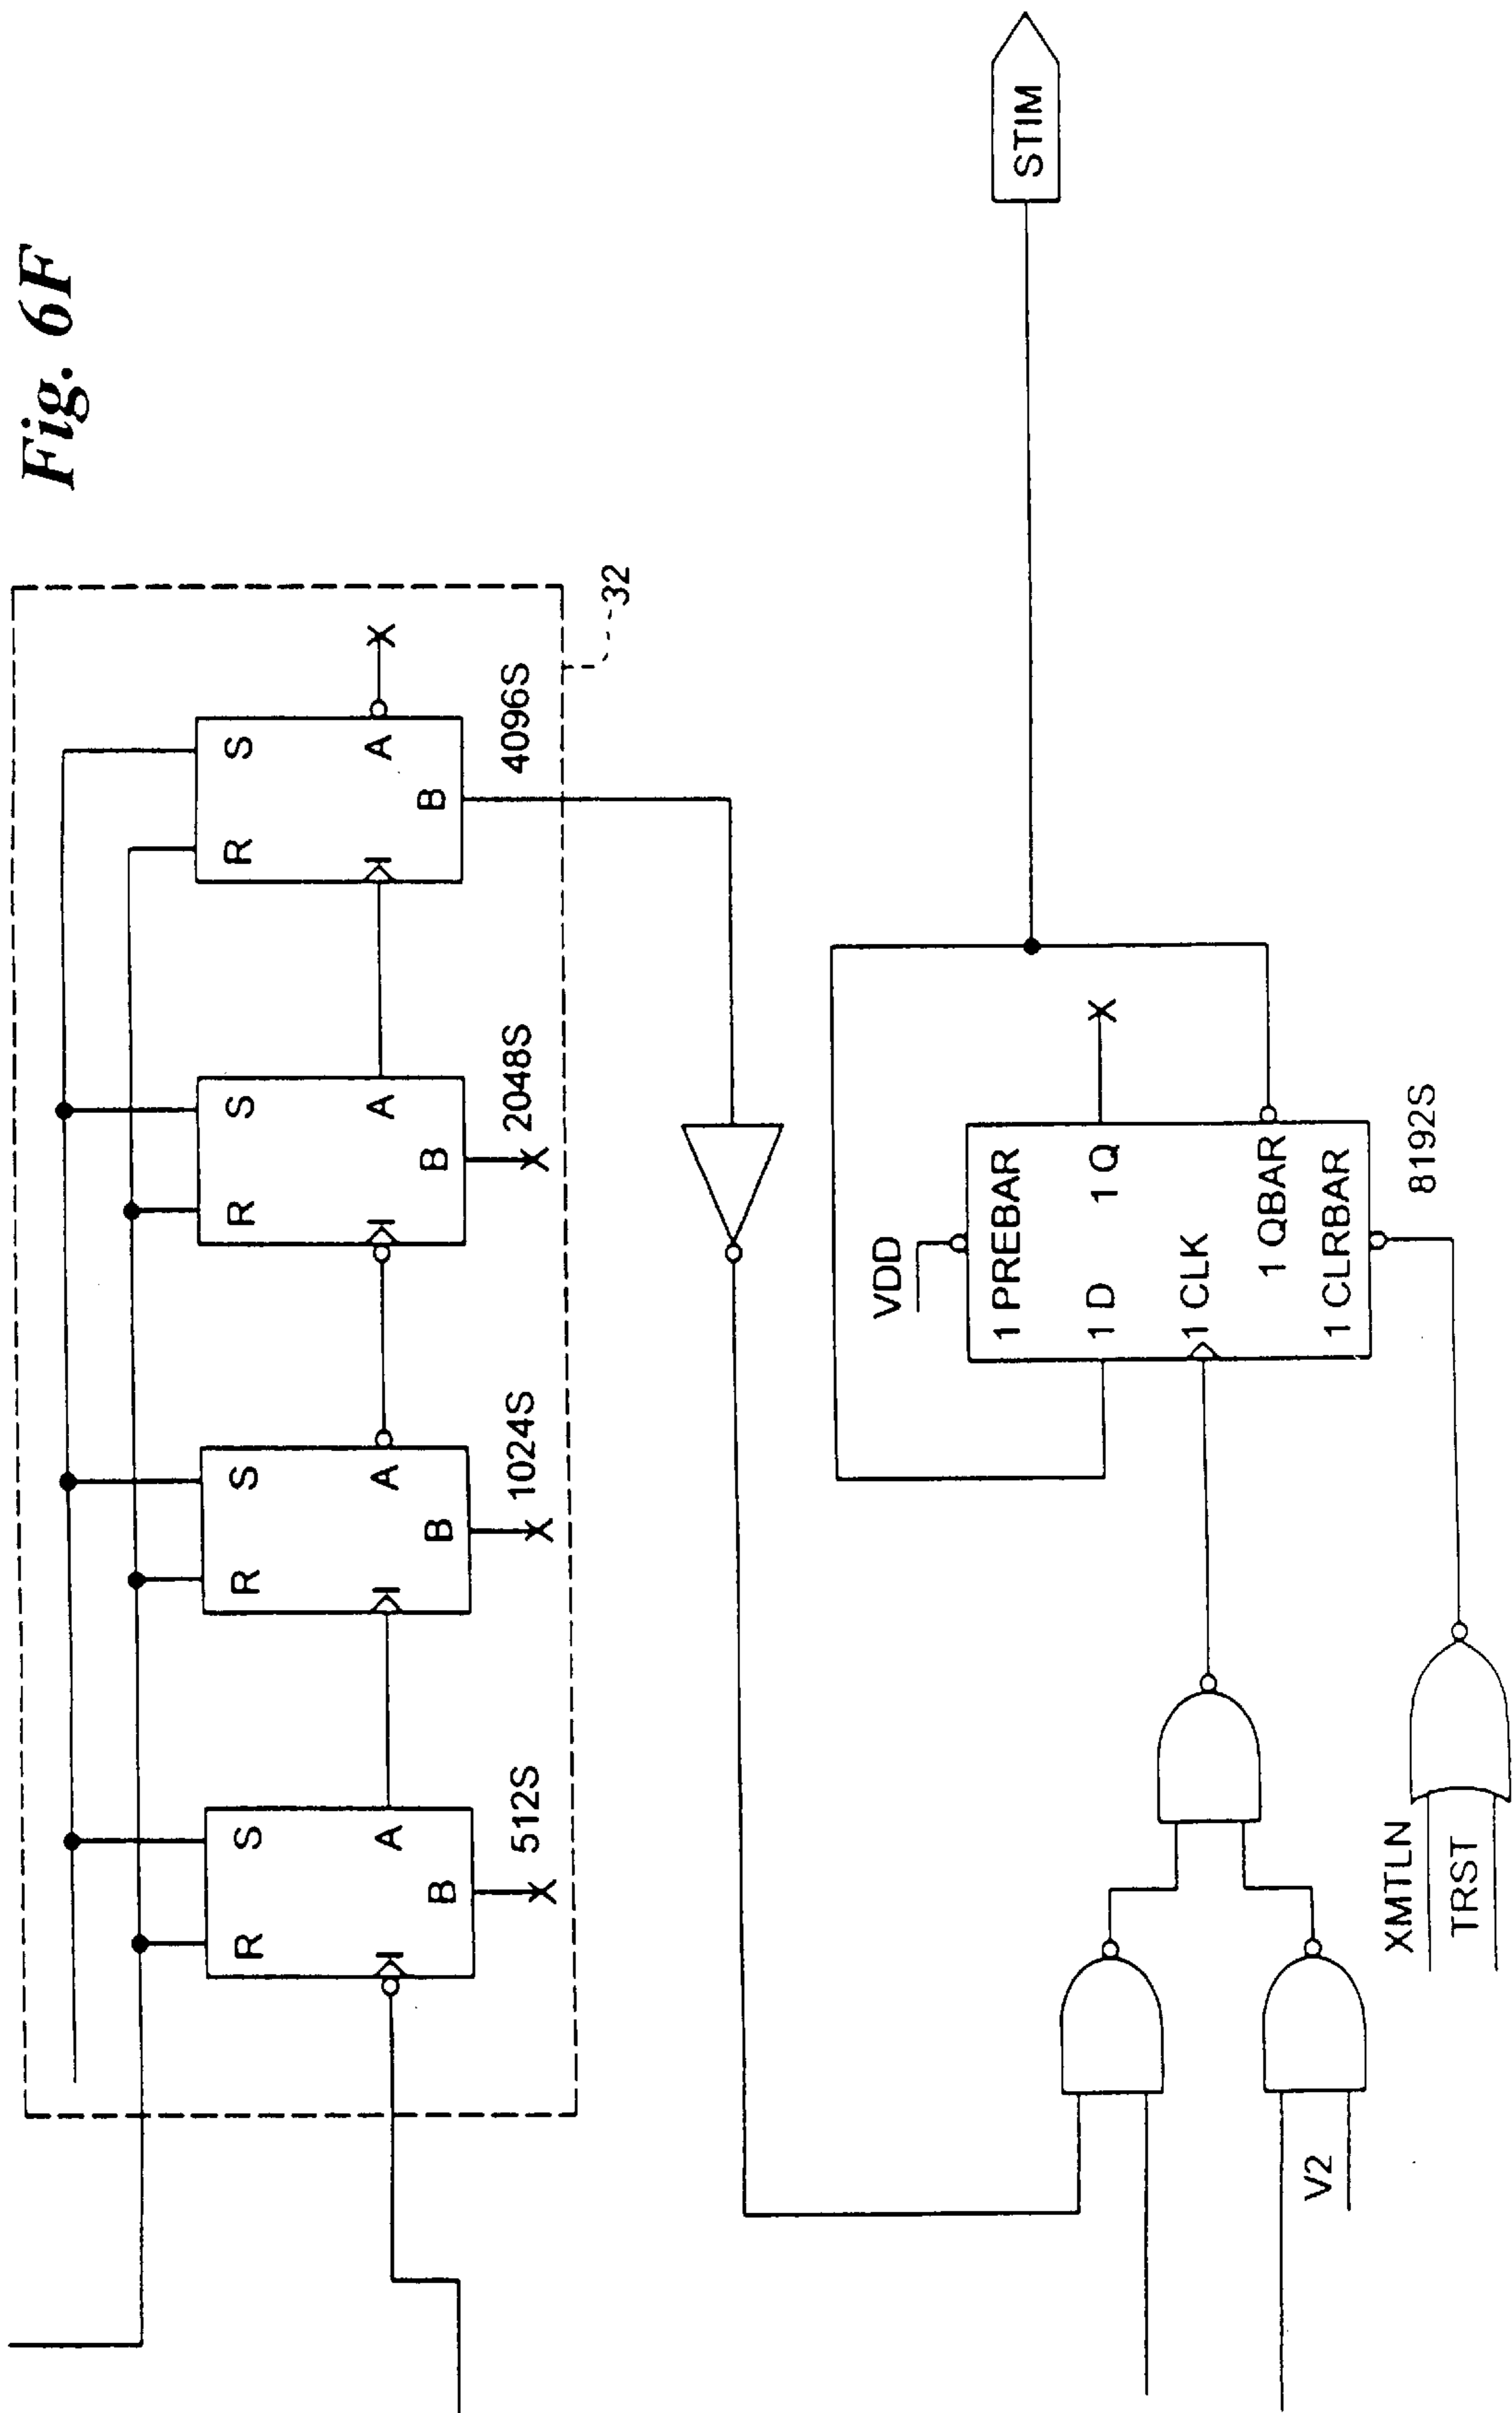 Fig. 6F
R S
A
B
512S
R S
A
B
1024S
R S
A
B
2048S
R S
A
B
4096S
32
VDD
1 PREBAR
1 D 1 Q
1 CLK
1 QBAR
1 CLRBAR
8192S
STIM
V2
XMTLN
TRST